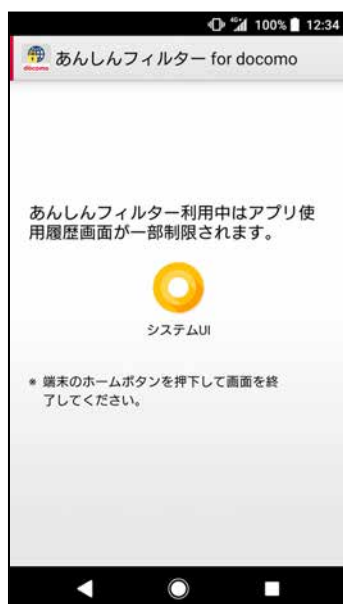 4G 100% 12:34
docomo
あんしんフィルター for docomo
あんしんフィルター利用中はアプリ使
用履歴画面が一部制限されます。
システムUI
※ 端末のホームボタンを押下して画面を終
了してください。